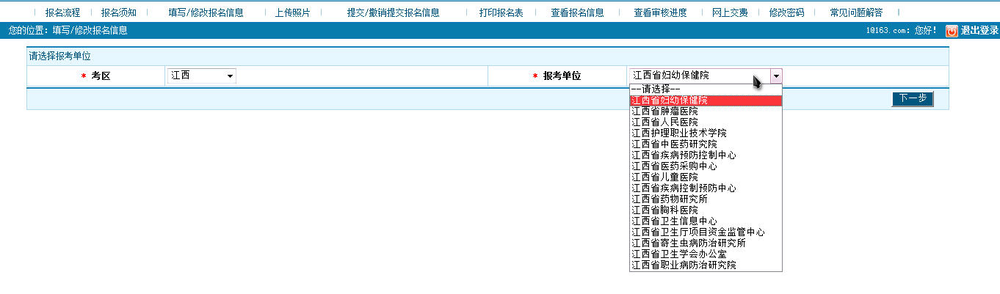 报名流程 报名须知 填写/修改报名信息 上传照片 提交/撤销提交报名信息 打印报名表 查看报名信息 查看审核进度 网上交费 修改密码 常见问题解答
您的位置：填写/修改报名信息 1@163.com：您好！ 退出登录
请选择报考单位
* 考区 江西 * 报考单位 江西省妇幼保健院
--请选择--
江西省妇幼保健院
下一步
江西省肿瘤医院
江西省人民医院
江西护理职业技术学院
江西省中医药研究院
江西省疾病预防控制中心
江西省医药采购中心
江西省儿童医院
江西省疾病控制预防中心
江西省药物研究所
江西省胸科医院
江西省卫生信息中心
江西省卫生厅项目资金监管中心
江西省寄生虫病防治研究所
江西省卫生学会办公室
江西省职业病防治研究院